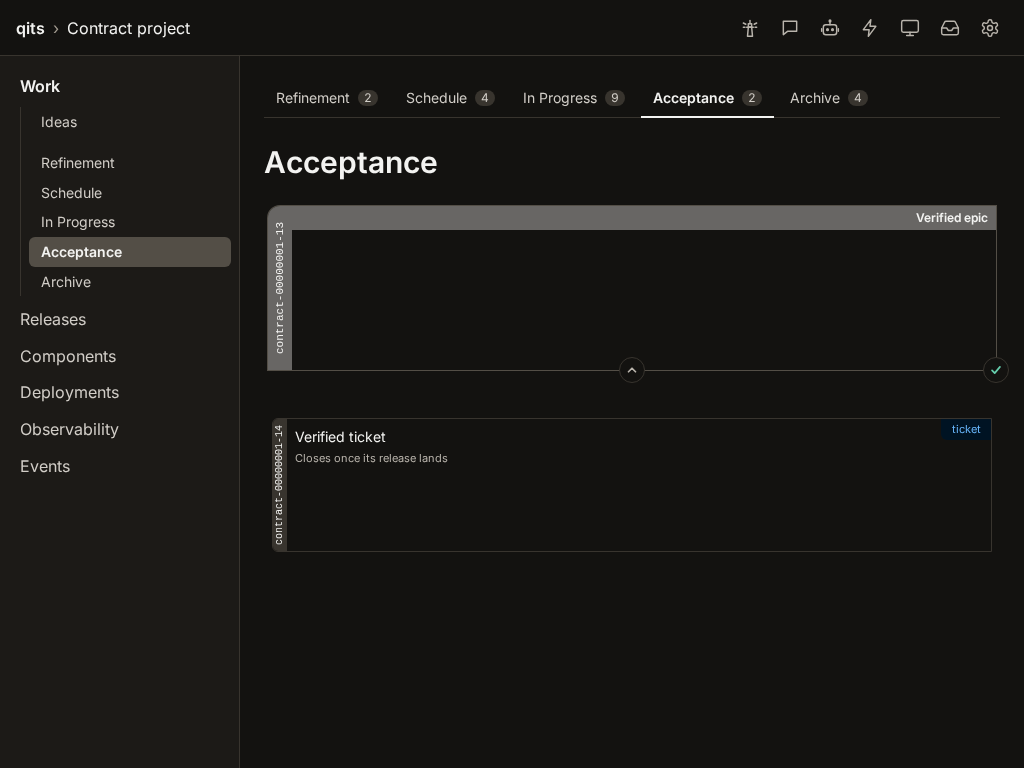 qits › Contract project
Work
Ideas
Refinement
Schedule
In Progress
Acceptance
Archive
Releases
Components
Deployments
Observability
Events
Refinement 2
Schedule 4
In Progress 9
Acceptance 2
Archive 4
Acceptance
Verified epic
contract-00000001-13
contract-00000001-14
Verified ticket
ticket
Closes once its release lands